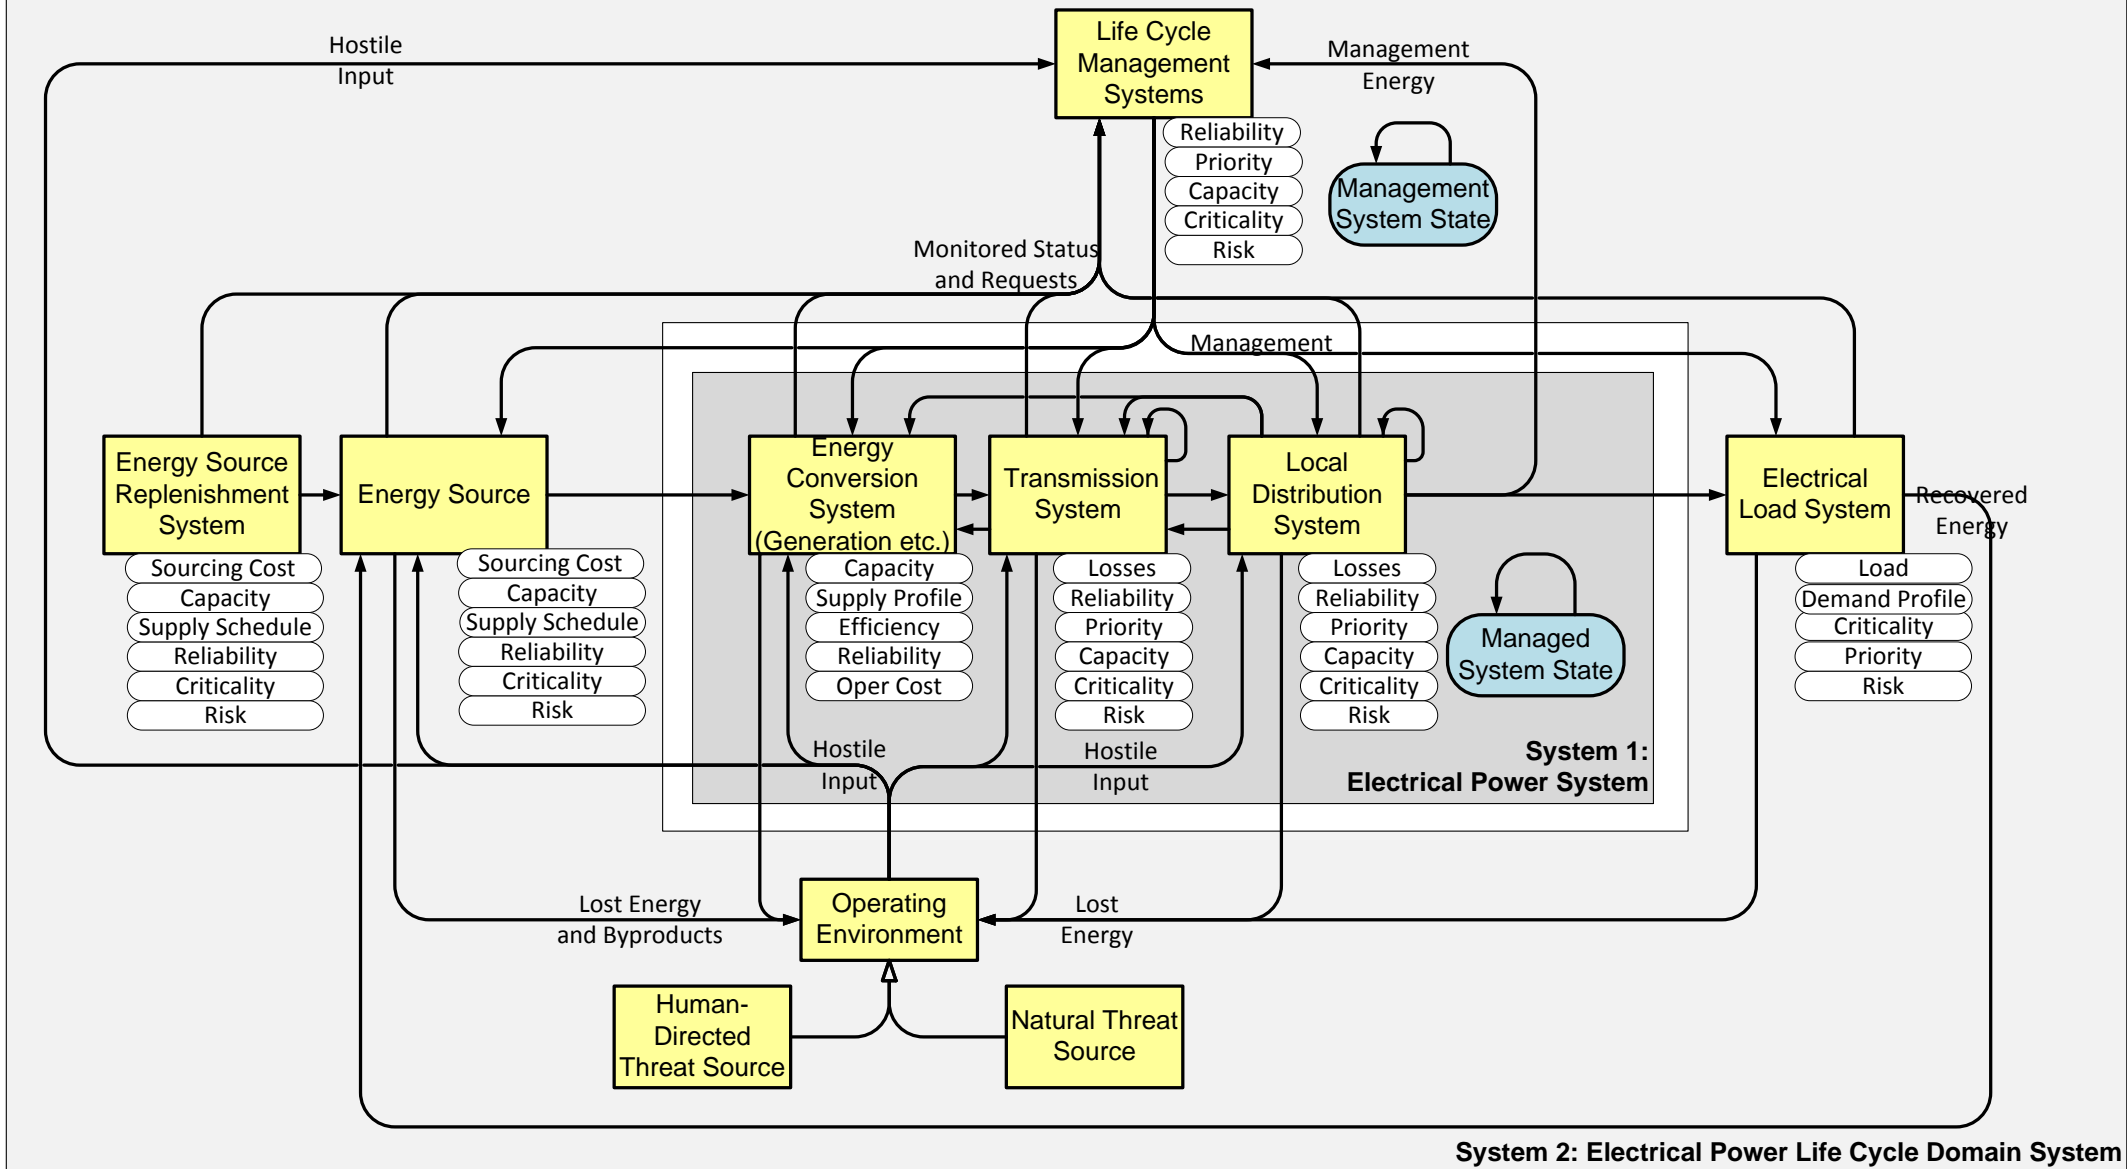 Hostile
Input
Life Cycle
Management
Systems
Management
Energy
Reliability
Priority
Capacity
Criticality
Risk
Management
System State
Monitored Status
and Requests
Management
Energy Source
Replenishment
System
Energy Source
Energy
Conversion
System
(Generation etc.)
Transmission
System
Local
Distribution
System
Electrical
Load System
Recovered
Energy
Sourcing Cost
Capacity
Supply Schedule
Reliability
Criticality
Risk
Sourcing Cost
Capacity
Supply Schedule
Reliability
Criticality
Risk
Capacity
Supply Profile
Efficiency
Reliability
Oper Cost
Losses
Reliability
Priority
Capacity
Criticality
Risk
Losses
Reliability
Priority
Capacity
Criticality
Risk
Managed
System State
Load
Demand Profile
Criticality
Priority
Risk
Hostile
Input
Hostile
Input
System 1:
Electrical Power System
Lost Energy
and Byproducts
Operating
Environment
Lost
Energy
Human-
Directed
Threat Source
Natural Threat
Source
System 2: Electrical Power Life Cycle Domain System